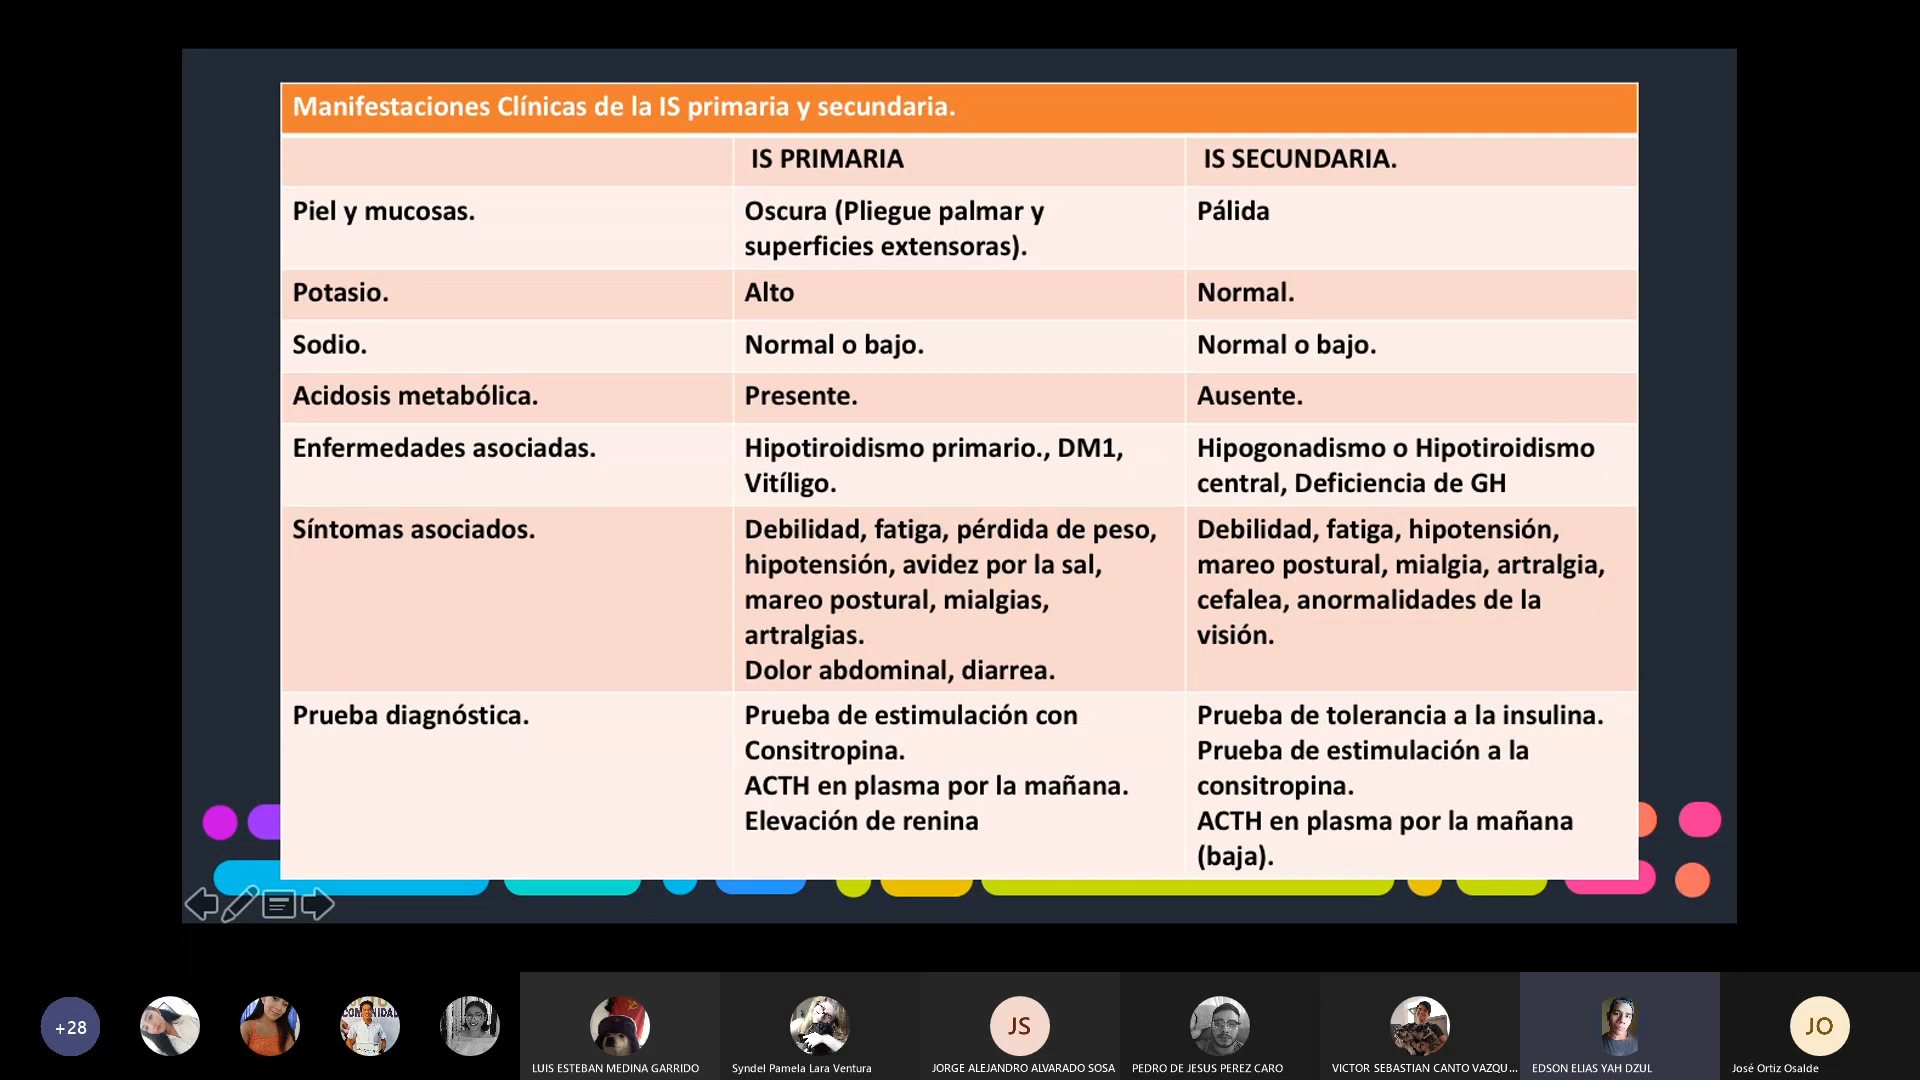 Manifestaciones Clínicas de la IS primaria y secundaria.
IS PRIMARIA
IS SECUNDARIA.
Piel y mucosas.
Oscura (Pliegue palmar y
superficies extensoras).
Pálida
Potasio.
Alto
Normal.
Sodio.
Normal o bajo.
Normal o bajo.
Acidosis metabólica.
Presente.
Ausente.
Enfermedades asociadas.
Hipotiroidismo primario., DM1,
Vitíligo.
Hipogonadismo o Hipotiroidismo
central, Deficiencia de GH
Síntomas asociados.
Debilidad, fatiga, pérdida de peso,
hipotensión, avidez por la sal,
mareo postural, mialgias,
artralgias.
Dolor abdominal, diarrea.
Debilidad, fatiga, hipotensión,
mareo postural, mialgia, artralgia,
cefalea, anormalidades de la
visión.
Prueba diagnóstica.
Prueba de estimulación con
Consitropina.
ACTH en plasma por la mañana.
Elevación de renina
Prueba de tolerancia a la insulina.
Prueba de estimulación a la
consitropina.
ACTH en plasma por la mañana
(baja).
+28
LUIS ESTEBAN MEDINA GARRIDO
Syndel Pamela Lara Ventura
JS
JORGE ALEJANDRO ALVARADO SOSA
PEDRO DE JESUS PEREZ CARO
VICTOR SEBASTIAN CANTO VAZQU...
EDSON ELIAS YAH DZUL
JO
José Ortiz Osalde